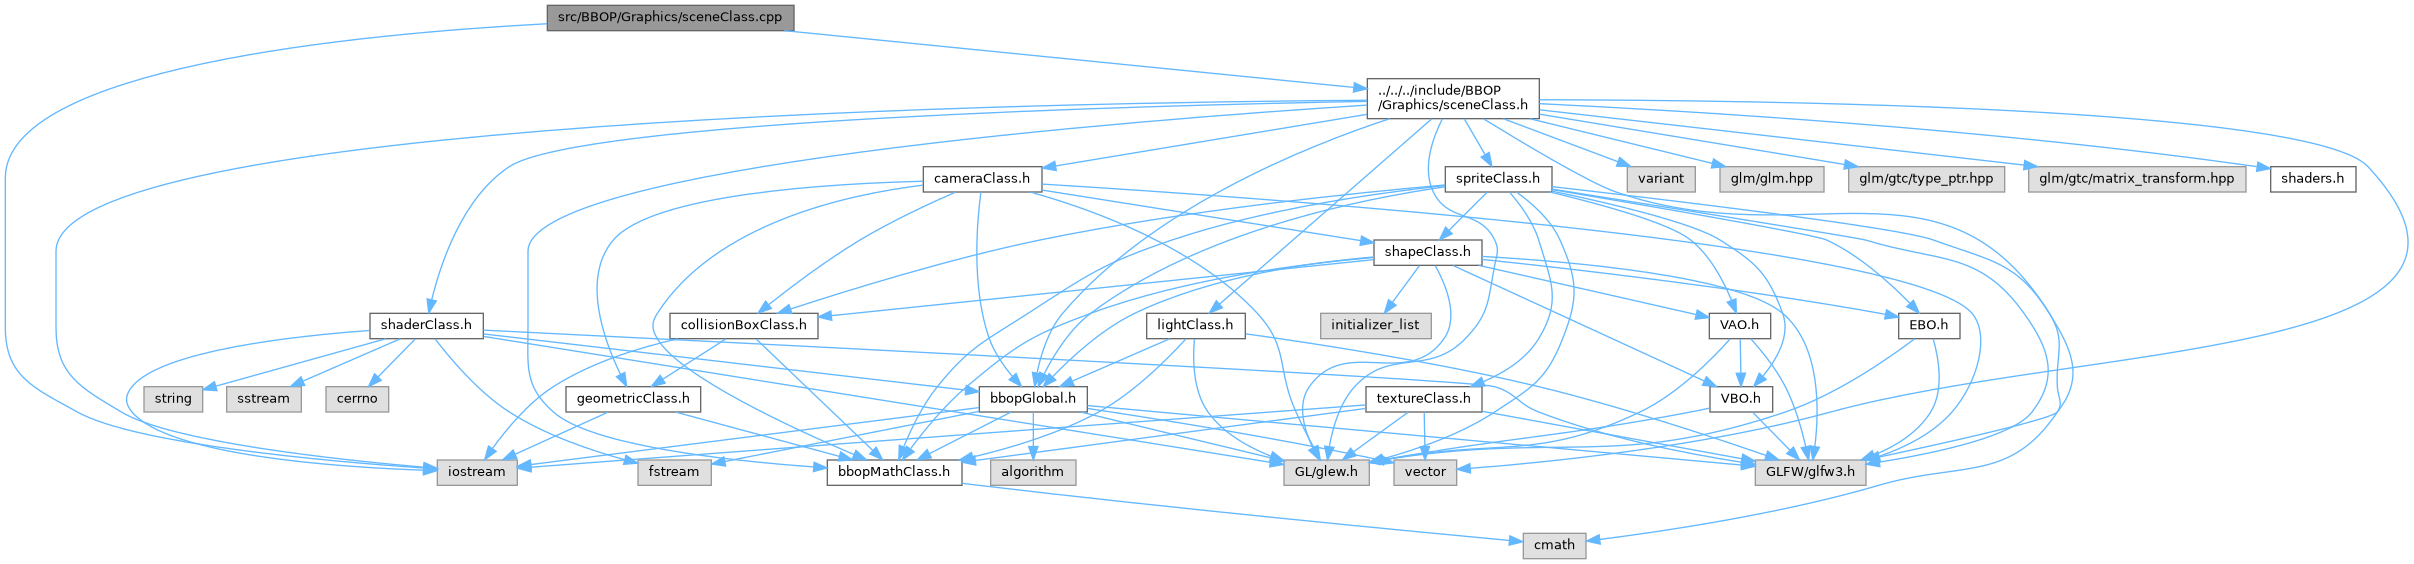 src/BBOP/Graphics/sceneClass.cpp
../../../include/BBOP
/Graphics/sceneClass.h
cameraClass.h
spriteClass.h
variant
glm/glm.hpp
glm/gtc/type_ptr.hpp
glm/gtc/matrix_transform.hpp
shaders.h
shapeClass.h
shaderClass.h
collisionBoxClass.h
lightClass.h
initializer_list
VAO.h
EBO.h
string
sstream
cerrno
geometricClass.h
bbopGlobal.h
textureClass.h
VBO.h
iostream
fstream
bbopMathClass.h
algorithm
GL/glew.h
vector
GLFW/glfw3.h
cmath